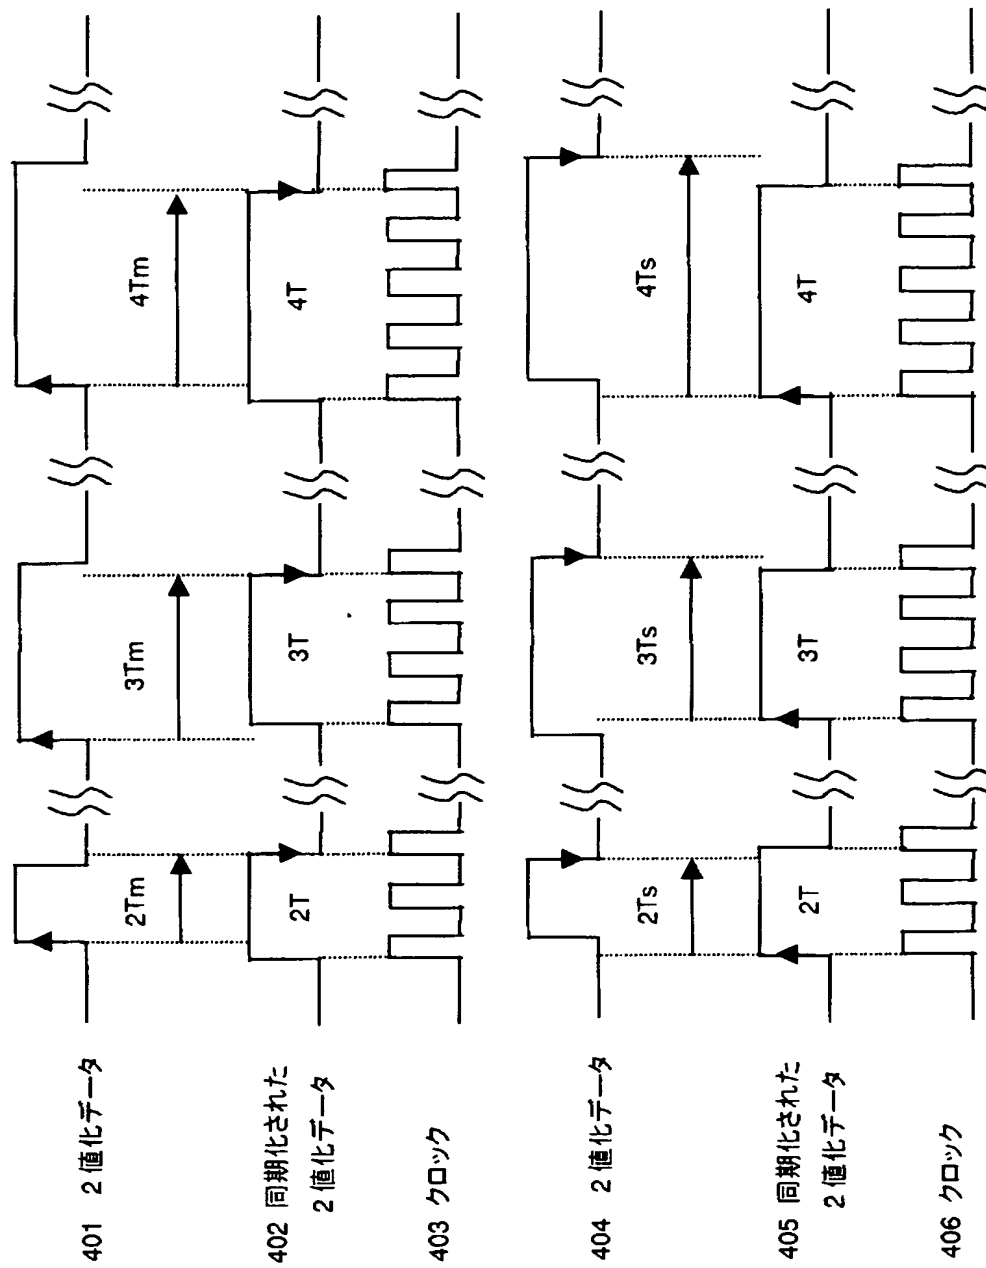 401 2値化データ
2Tm
3Tm
4Tm
402 同期化された
2値化データ
2T
3T
4T
403 クロック
404 2値化データ
2Ts
3Ts
4Ts
405 同期化された
2値化データ
2T
3T
4T
406 クロック